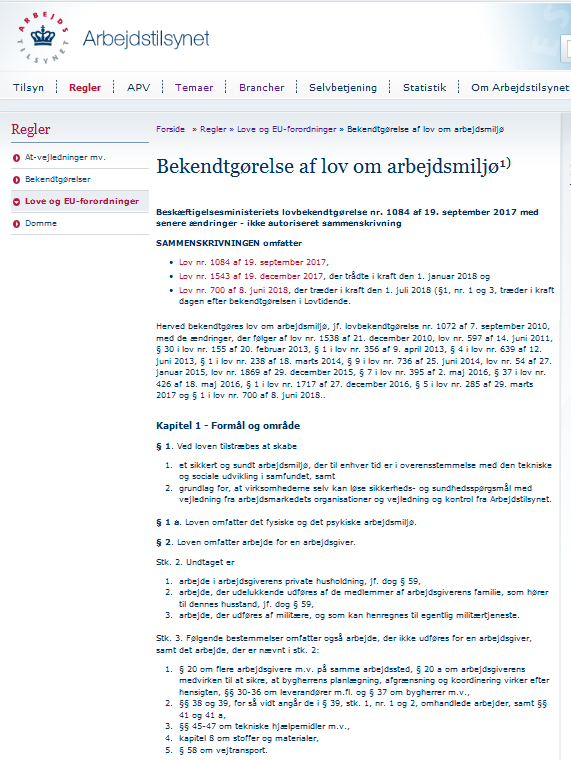 ARBEJDS
TILSYNET
Arbejdstilsynet
Tilsyn
Regler
APV
Temaer
Brancher
Selvbetjening
Statistik
Om Arbejdstilsynet
Regler
At-vejledninger mv.
Bekendtgørelser
Love og EU-forordninger
Domme
Forside » Regler » Love og EU-forordninger » Bekendtgørelse af lov om arbejdsmiljø
Bekendtgørelse af lov om arbejdsmiljø¹)
Beskæftigelsesministeriets lovbekendtgørelse nr. 1084 af 19. september 2017 med
senere ændringer - ikke autoriseret sammenskrivning
SAMMENSKRIVNINGEN omfatter
• Lov nr. 1084 af 19. september 2017,
• Lov nr. 1543 af 19. december 2017, der trådte i kraft den 1. januar 2018 og
• Lov nr. 700 af 8. juni 2018, der træder i kraft den 1. juli 2018 (§1, nr. 1 og 3, træder i kraft
dagen efter bekendtgørelsen i Lovtidende.
Herved bekendtgøres lov om arbejdsmiljø, jf. lovbekendtgørelse nr. 1072 af 7. september 2010,
med de ændringer, der følger af lov nr. 1538 af 21. december 2010, lov nr. 597 af 14. juni 2011,
§ 30 i lov nr. 155 af 20. februar 2013, § 1 i lov nr. 356 af 9. april 2013, § 4 i lov nr. 639 af 12.
juni 2013, § 1 i lov nr. 238 af 18. marts 2014, § 9 i lov nr. 736 af 25. juni 2014, lov nr. 54 af 27.
januar 2015, lov nr. 1869 af 29. december 2015, § 7 i lov nr. 395 af 2. maj 2016, § 37 i lov nr.
426 af 18. maj 2016, § 1 i lov nr. 1717 af 27. december 2016, § 5 i lov nr. 285 af 29. marts
2017 og § 1 i lov nr. 700 af 8. juni 2018..
Kapitel 1 - Formål og område
§ 1. Ved loven tilstræbes at skabe
1. et sikkert og sundt arbejdsmiljø, der til enhver tid er i overensstemmelse med den tekniske
og sociale udvikling i samfundet, samt
2. grundlag for, at virksomhederne selv kan løse sikkerheds- og sundhedsspørgsmål med
vejledning fra arbejdsmarkedets organisationer og vejledning og kontrol fra Arbejdstilsynet.
§ 1 a. Loven omfatter det fysiske og det psykiske arbejdsmiljø.
§ 2. Loven omfatter arbejde for en arbejdsgiver.
Stk. 2. Undtaget er
1. arbejde i arbejdsgiverens private husholdning, jf. dog § 59,
2. arbejde, der udelukkende udføres af de medlemmer af arbejdsgiverens familie, som hører
til dennes husstand, jf. dog § 59,
3. arbejde, der udføres af militære, og som kan henregnes til egentlig militærtjeneste.
Stk. 3. Følgende bestemmelser omfatter også arbejde, der ikke udføres for en arbejdsgiver,
samt det arbejde, der er nævnt i stk. 2:
1. § 20 om flere arbejdsgivere m.v. på samme arbejdssted, § 20 a om arbejdsgiverens
medvirken til at sikre, at bygherrens planlægning, afgrænsning og koordinering virker efter
hensigten, §§ 30-36 om leverandører m.fl. og § 37 om bygherrer m.v.,
2. §§ 38 og 39, for så vidt angår de i § 39, stk. 1, nr. 1 og 2, omhandlede arbejder, samt §§
41 og 41 a,
3. §§ 45-47 om tekniske hjælpemidler m.v.,
4. kapitel 8 om stoffer og materialer,
5. § 58 om vejtransport.